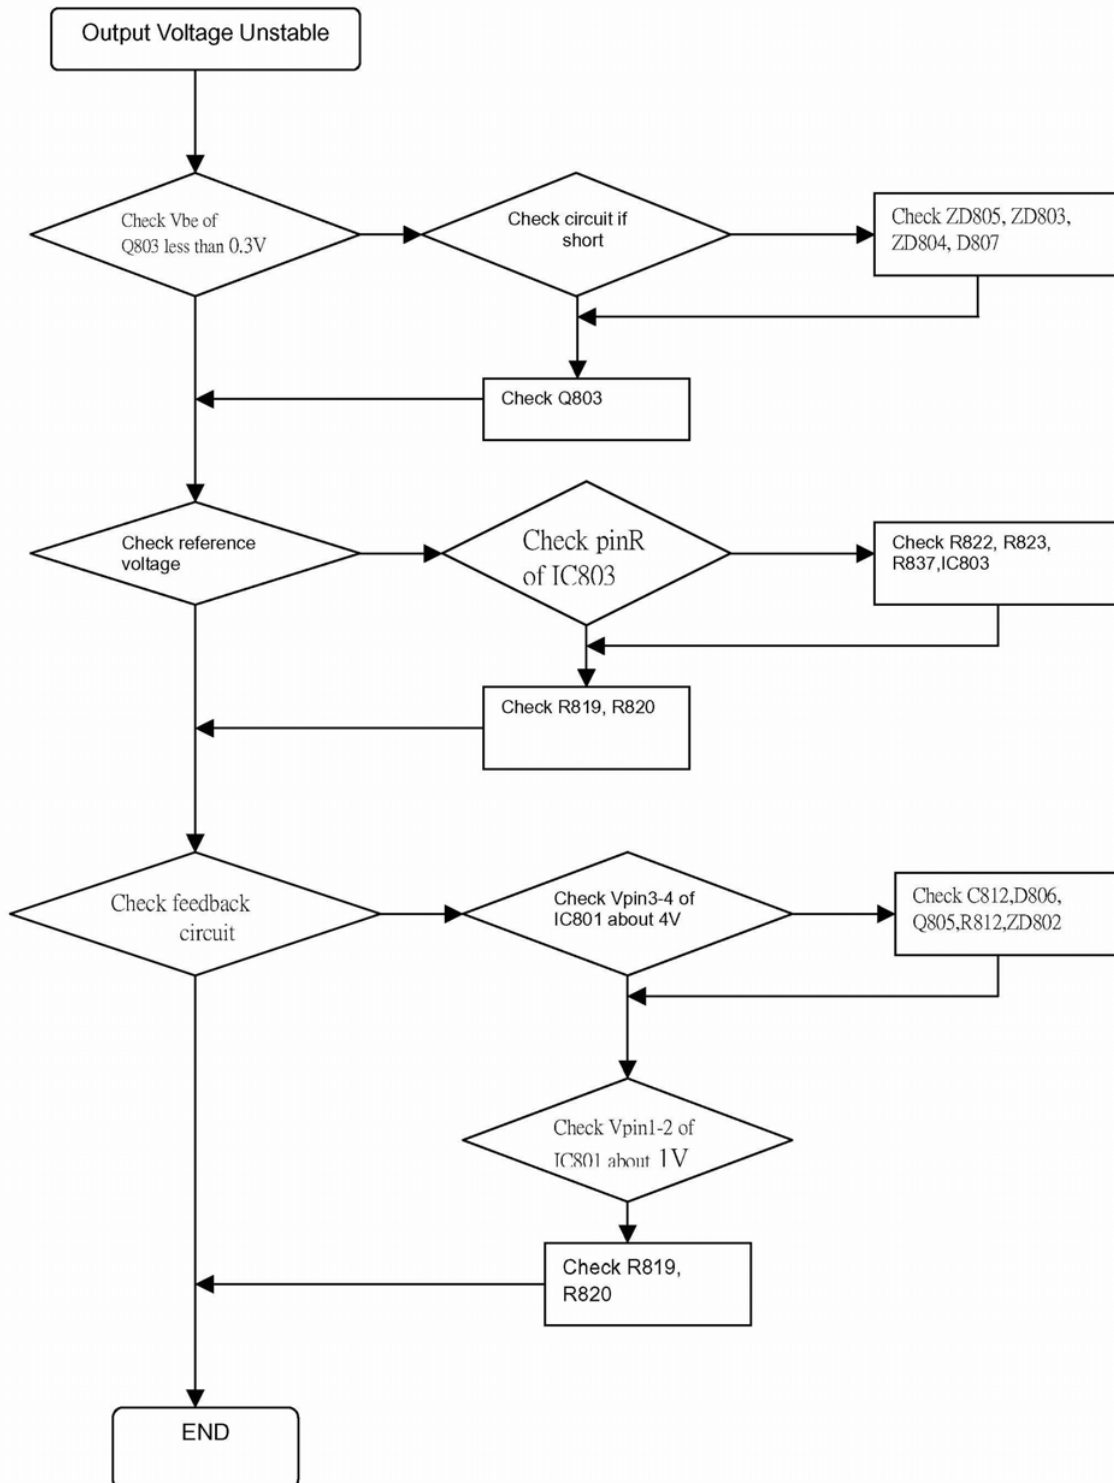 Output Voltage Unstable
Check Vbe of
Q803 less than 0.3V
Check circuit if
short
Check ZD805, ZD803,
ZD804, D807
Check Q803
Check reference
voltage
Check pinR
of IC803
Check R822, R823,
R837,IC803
Check R819, R820
Check feedback
circuit
Check Vpin3-4 of
IC801 about 4V
Check C812,D806,
Q805,R812,ZD802
Check Vpin1-2 of
IC801 about 1V
Check R819,
R820
END